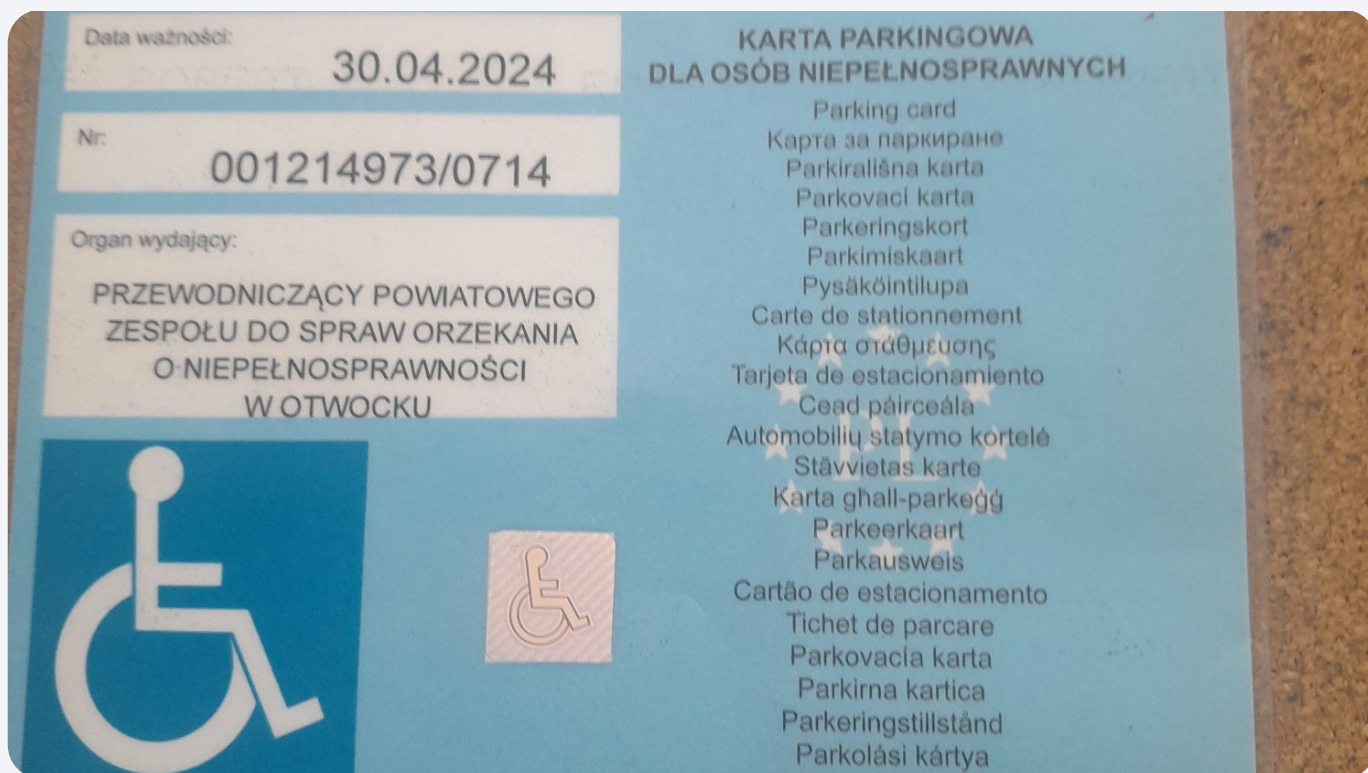 Data ważności:
30.04.2024
Nr:
001214973/0714
Organ wydający:
PRZEWODNICZĄCY POWIATOWEGO
ZESPOŁU DO SPRAW ORZEKANIA
O NIEPEŁNOSPRAWNOŚCI
W OTWOCKU
KARTA PARKINGOWA
DLA OSÓB NIEPEŁNOSPRAWNYCH
Parking card
Карта за паркиране
Parkirališna karta
Parkovací karta
Parkeringskort
Parkimiskaart
Pysäköintilupa
Carte de stationnement
Κάρτα στάθμευσης
Tarjeta de estacionamiento
Cead páirceála
Automobilių statymo kortelė
Stāvvietas karte
Karta għall-parkeġġ
Parkeerkaart
Parkausweis
Cartão de estacionamento
Tichet de parcare
Parkovacia karta
Parkirna kartica
Parkeringstillstånd
Parkolási kártya
PL